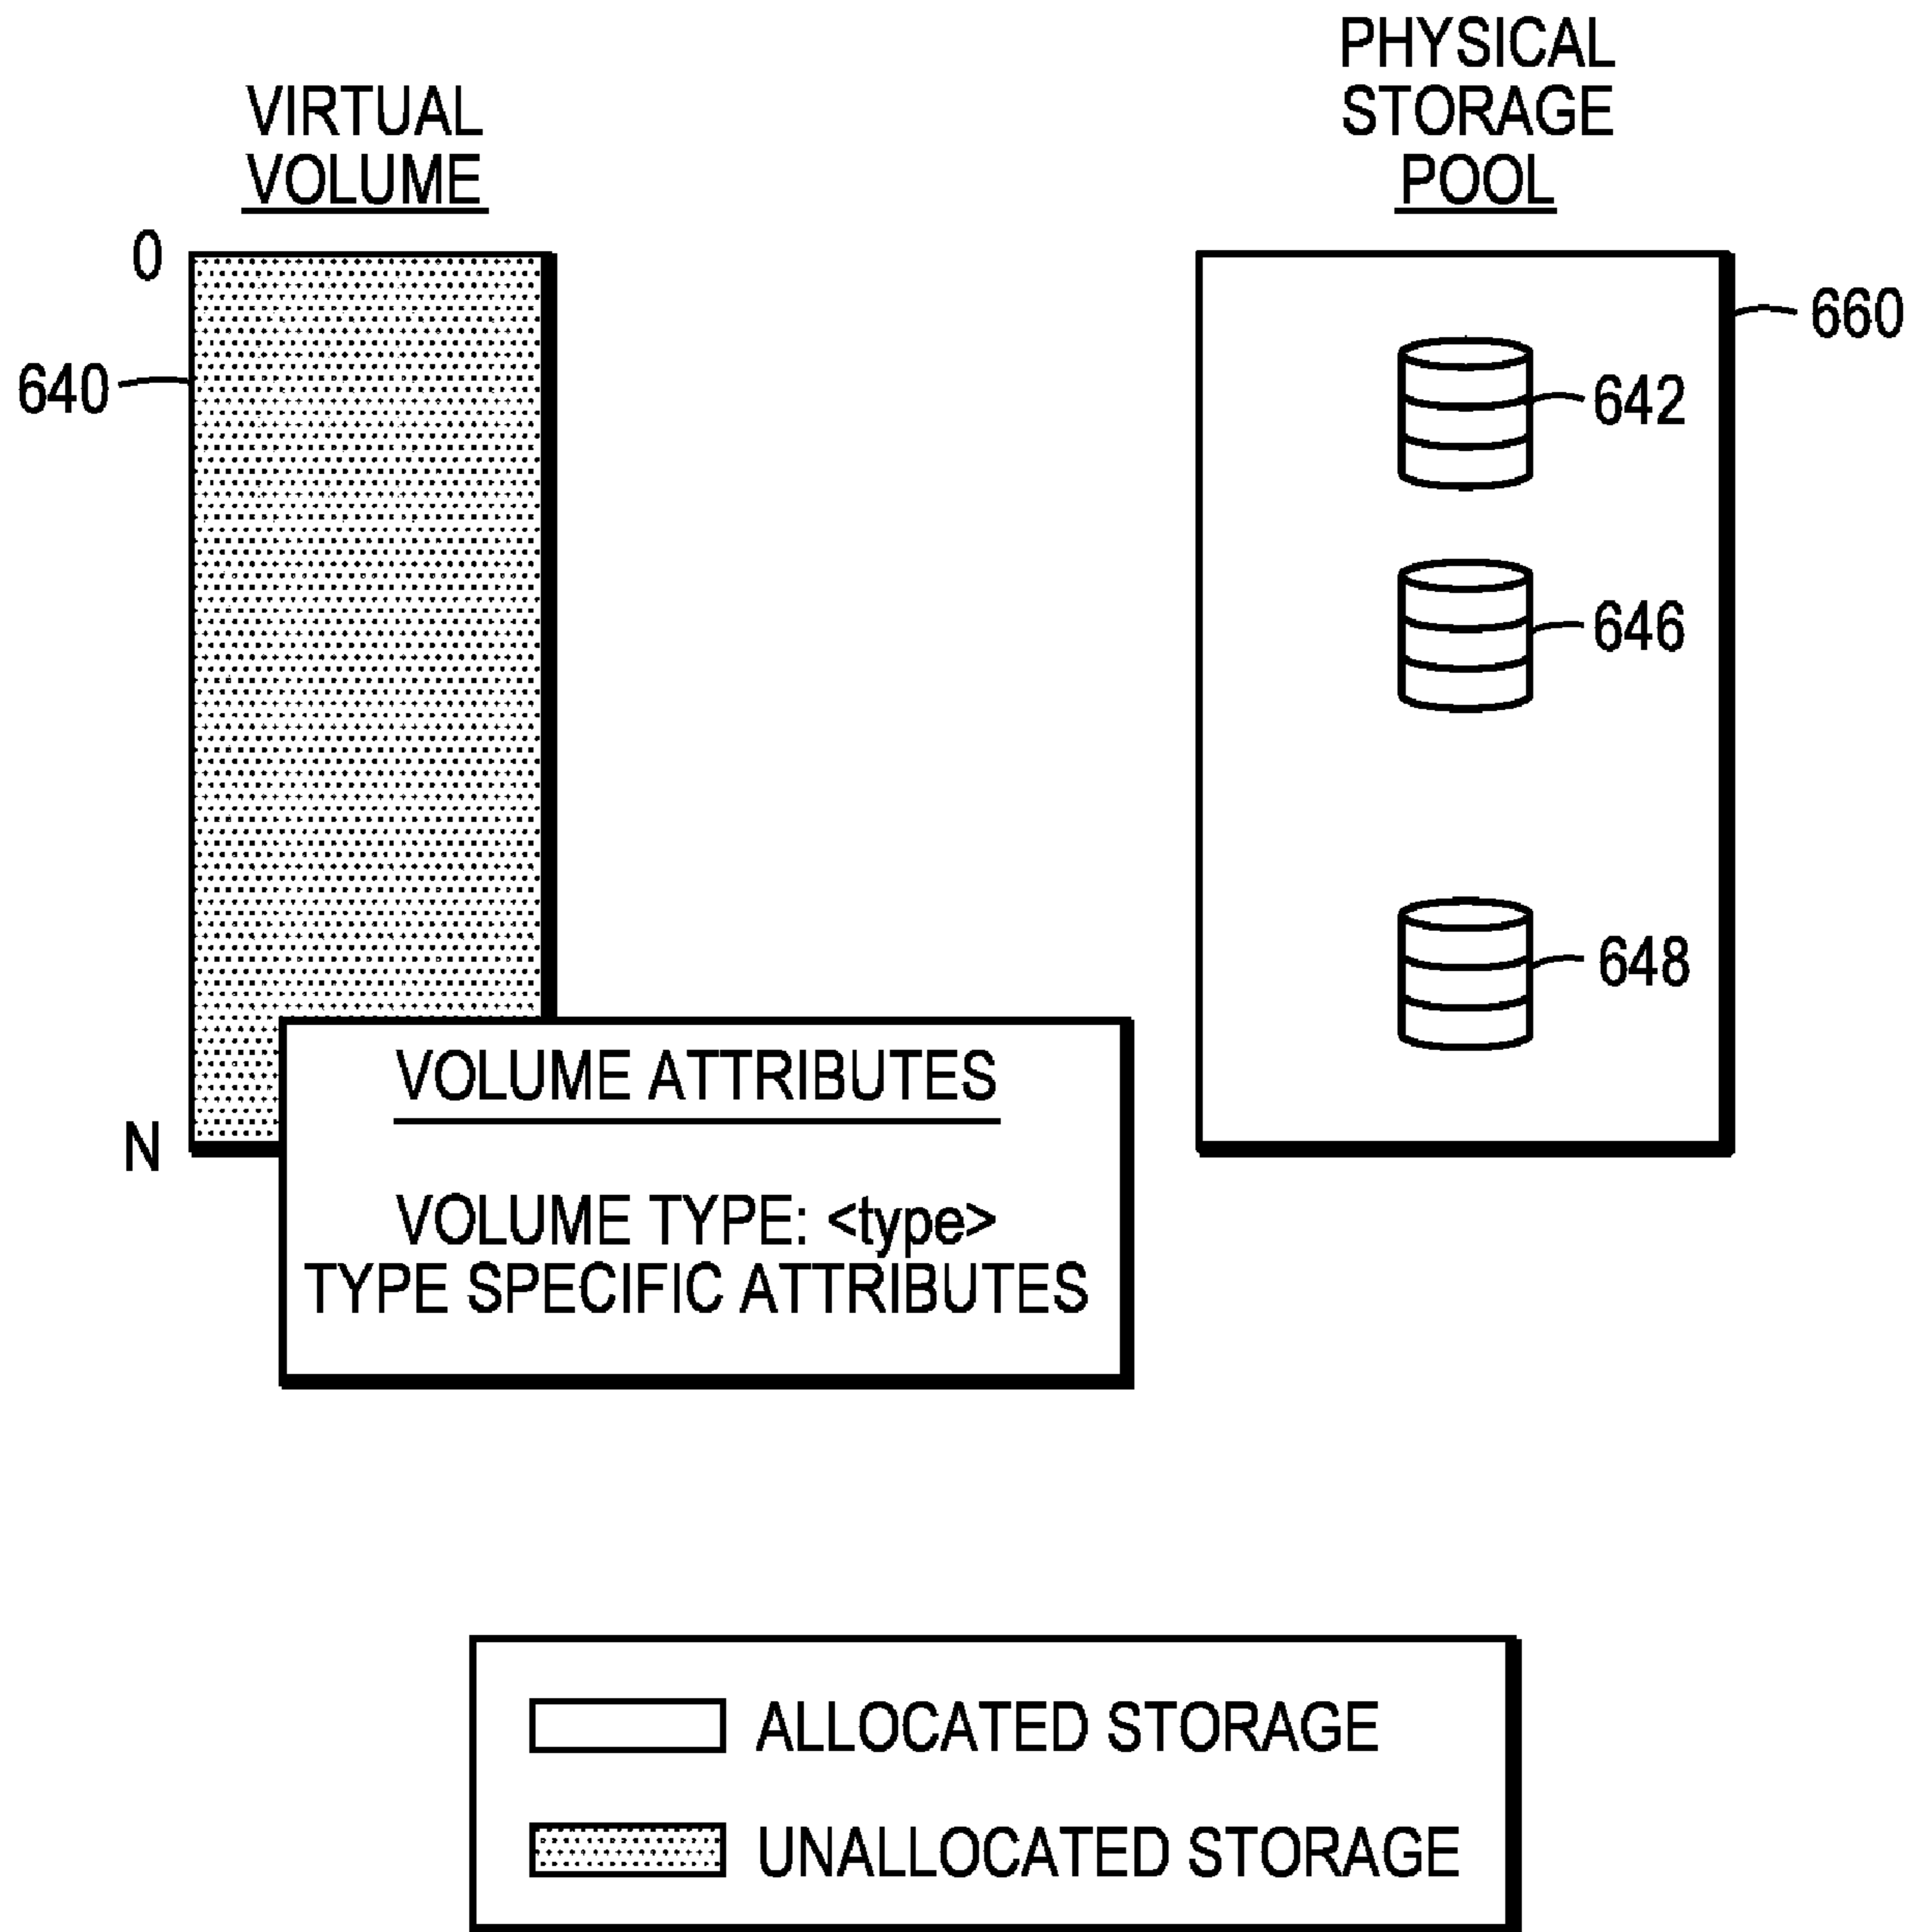 VIRTUAL
VOLUME
PHYSICAL
STORAGE
POOL
0
640
N
660
642
646
648
VOLUME ATTRIBUTES
VOLUME TYPE: <type>
TYPE SPECIFIC ATTRIBUTES
ALLOCATED STORAGE
UNALLOCATED STORAGE